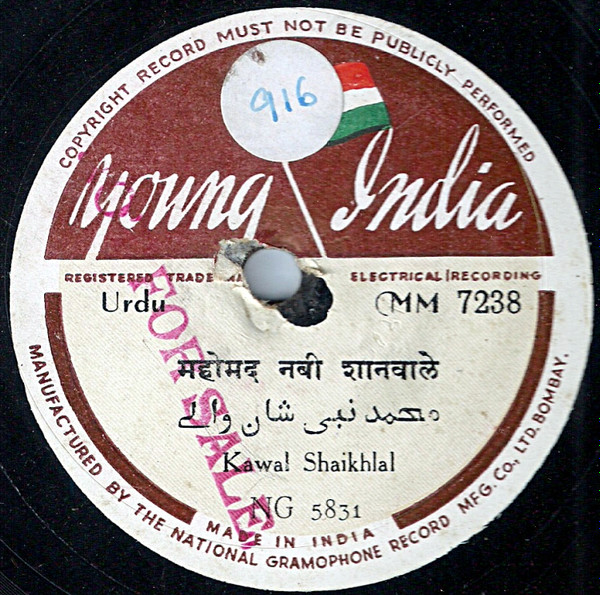 COPYRIGHT RECORD MUST NOT BE PUBLICLY PERFORMED
916
Young India
REGISTERED TRADE
ELECTRICAL RECORDING
Urdu
MM 7238
महोमद नबी शानवाले
محمد نبی شان والے
Kawal Shaikhlal
NG 5831
MADE IN INDIA
MANUFACTURED BY THE NATIONAL GRAMOPHONE RECORD MFG. CO., LTD. BOMBAY.
FOR SALE